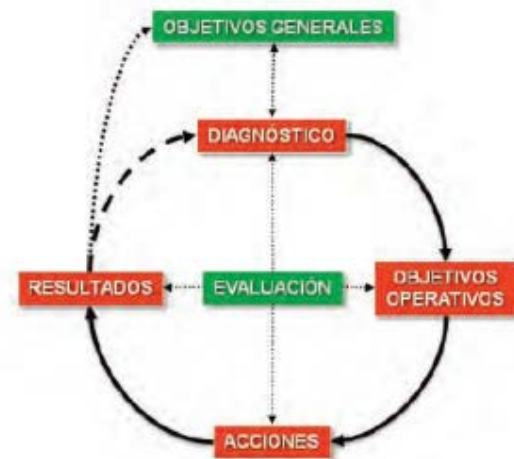 OBJETIVOS GENERALES
DIAGNÓSTICO
RESULTADOS
EVALUACIÓN
OBJETIVOS
OPERATIVOS
ACCIONES